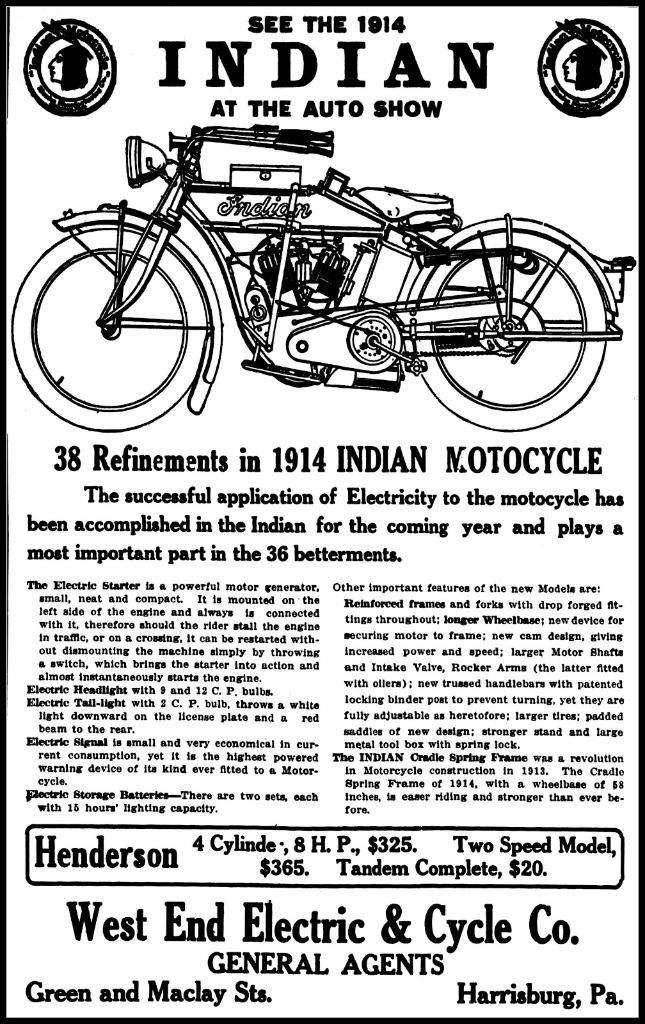 SEE THE 1914
INDIAN
AT THE AUTO SHOW
Indian
38 Refinements in 1914 INDIAN MOTOCYCLE
The successful application of Electricity to the motocycle has
been accomplished in the Indian for the coming year and plays a
most important part in the 36 betterments.
The Electric Starter is a powerful motor generator,
small, neat and compact. It is mounted on the
left side of the engine and always is connected
with it, therefore should the rider stall the engine
in traffic, or on a crossing, it can be restarted with-
out dismounting the machine simply by throwing
a switch, which brings the starter into action and
almost instantaneously starts the engine.
Electric Headlight with 9 and 12 C. P. bulbs.
Electric Tail-light with 2 C. P. bulb, throws a white
light downward on the license plate and a red
beam to the rear.
Electric Signal is small and very economical in cur-
rent consumption, yet it is the highest powered
warning device of its kind ever fitted to a Motor-
cycle.
Electric Storage Batteries—There are two sets, each
with 15 hours' lighting capacity.
Other important features of the new Models are:
Reinforced frames and forks with drop forged fit-
tings throughout; longer Wheelbase; new device for
securing motor to frame; new cam design, giving
increased power and speed; larger Motor Shafts
and Intake Valve, Rocker Arms (the latter fitted
with oilers); new trussed handlebars with patented
locking binder post to prevent turning, yet they are
fully adjustable as heretofore; larger tires; padded
saddles of new design; stronger stand and large
metal tool box with spring lock.
The INDIAN Cradle Spring Frame was a revolution
in Motorcycle construction in 1913. The Cradle
Spring Frame of 1914, with a wheelbase of 58
inches, is easer riding and stronger than ever be-
fore.
Henderson 4 Cylinder, 8 H. P., $325. Two Speed Model,
$365. Tandem Complete, $20.
West End Electric & Cycle Co.
GENERAL AGENTS
Green and Maclay Sts. Harrisburg, Pa.